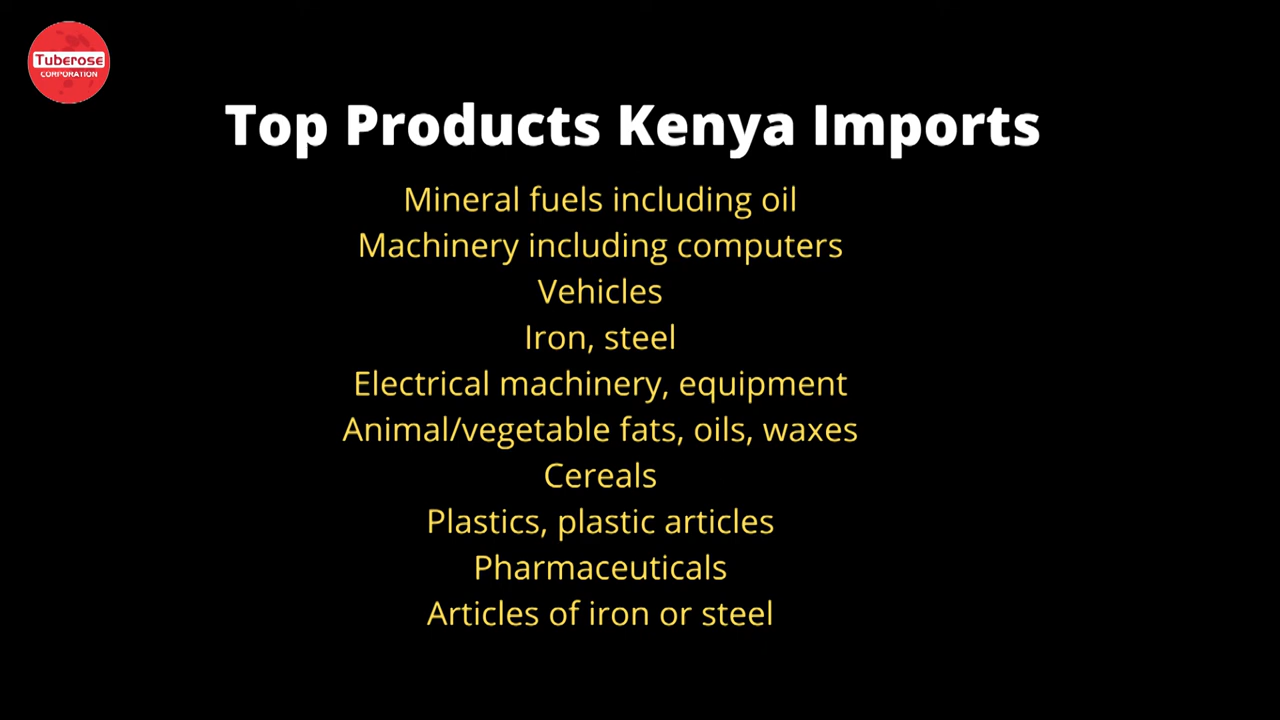 Tuberose
CORPORATION
Top Products Kenya Imports
Mineral fuels including oil
Machinery including computers
Vehicles
Iron, steel
Electrical machinery, equipment
Animal/vegetable fats, oils, waxes
Cereals
Plastics, plastic articles
Pharmaceuticals
Articles of iron or steel